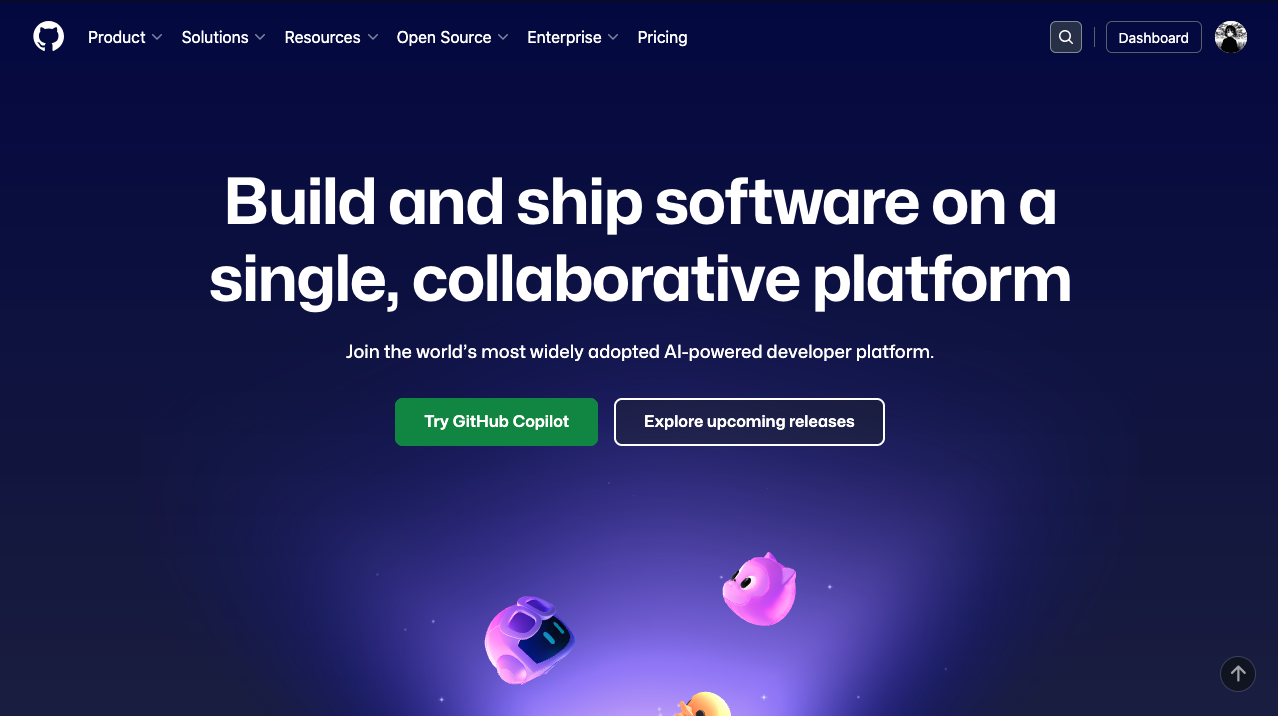 Product
Solutions
Resources
Open Source
Enterprise
Pricing
Dashboard
Build and ship software on a
single, collaborative platform
Join the world’s most widely adopted AI-powered developer platform.
Try GitHub Copilot
Explore upcoming releases